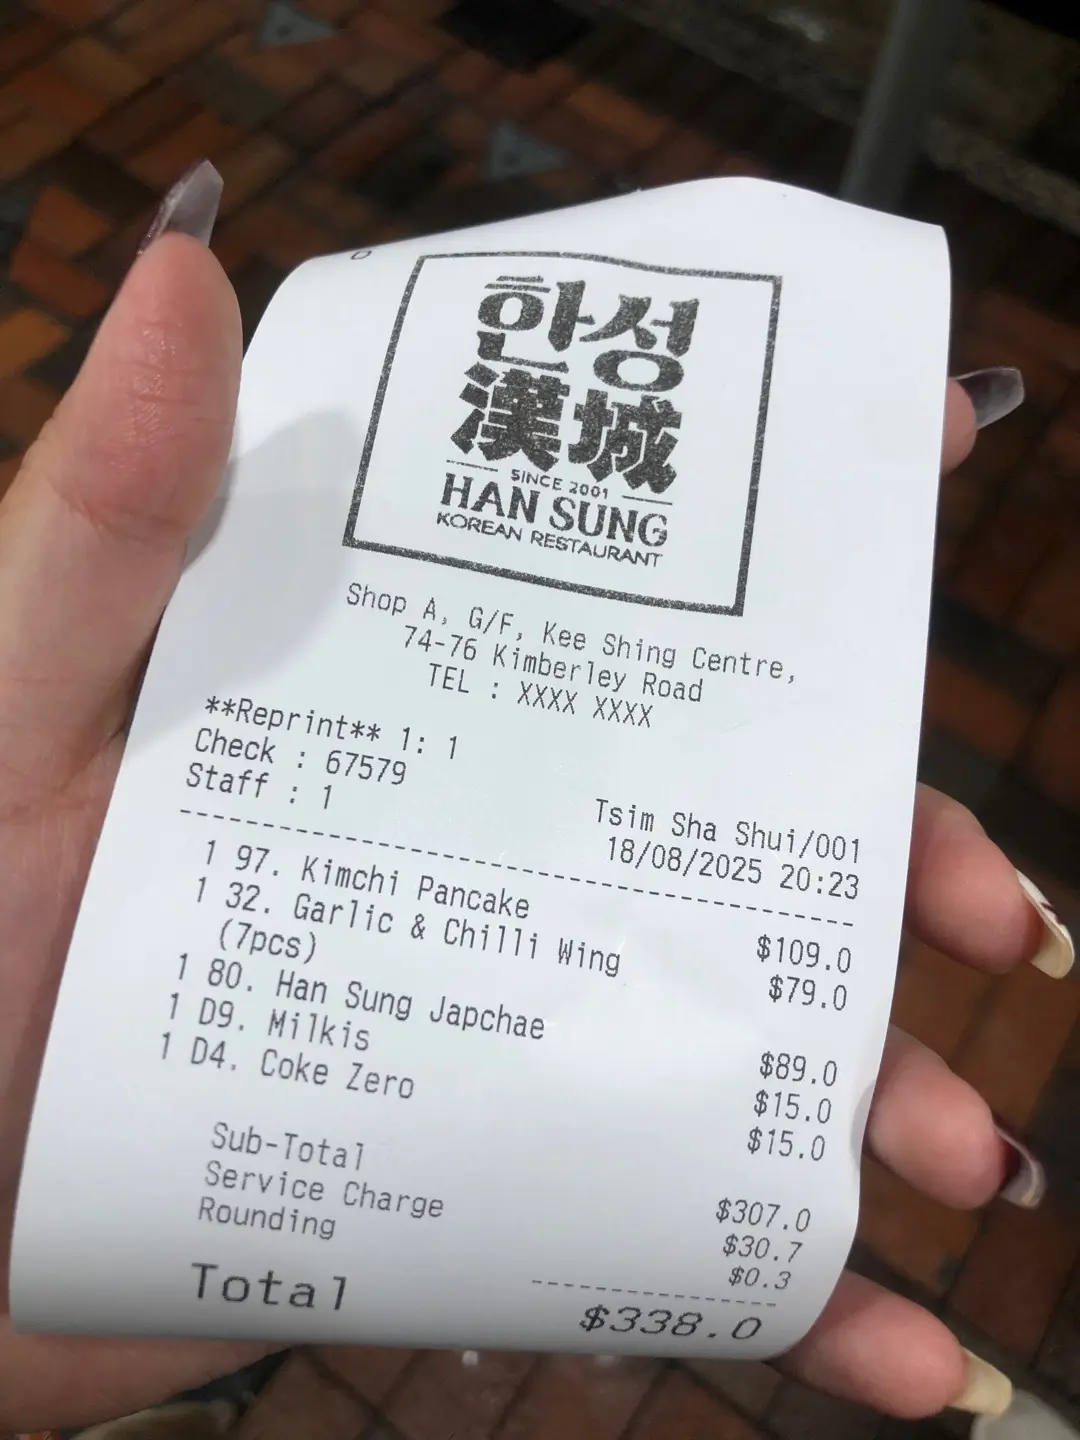 한성
漢城
SINCE 2001
HAN SUNG
KOREAN RESTAURANT
Shop A, G/F, Kee Shing Centre,
74-76 Kimberley Road
TEL : XXXX XXXX
**Reprint** 1: 1
Check : 67579
Staff : 1
Tsim Sha Shui/001
18/08/2025 20:23
1 97. Kimchi Pancake $109.0
1 32. Garlic & Chilli Wing $79.0
(7pcs)
1 80. Han Sung Japchae $89.0
1 D9. Milkis $15.0
1 D4. Coke Zero $15.0
Sub-Total $307.0
Service Charge $30.7
Rounding $0.3
Total $338.0